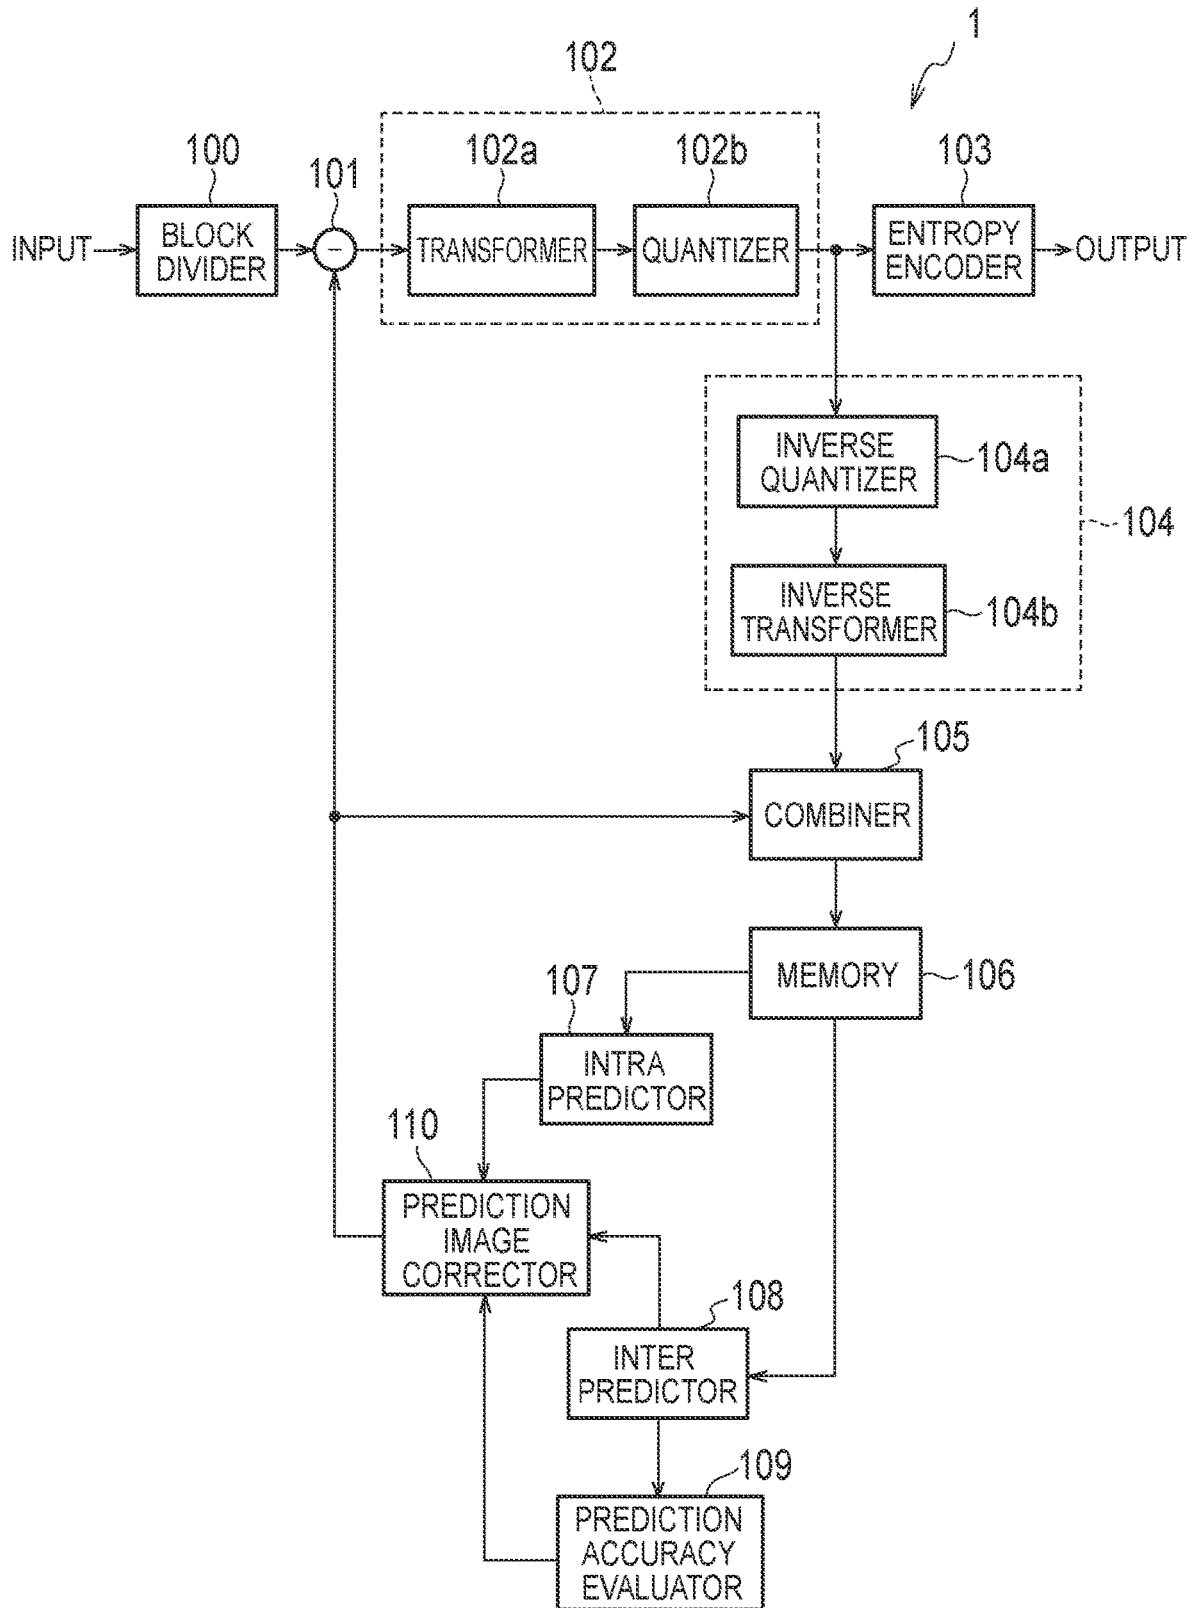 1
102
100
101
102a
102b
103
INPUT
BLOCK
DIVIDER
−
TRANSFORMER
QUANTIZER
ENTROPY
ENCODER
OUTPUT
INVERSE
QUANTIZER
104a
104
INVERSE
TRANSFORMER
104b
105
COMBINER
MEMORY
106
107
INTRA
PREDICTOR
110
PREDICTION
IMAGE
CORRECTOR
108
INTER
PREDICTOR
109
PREDICTION
ACCURACY
EVALUATOR